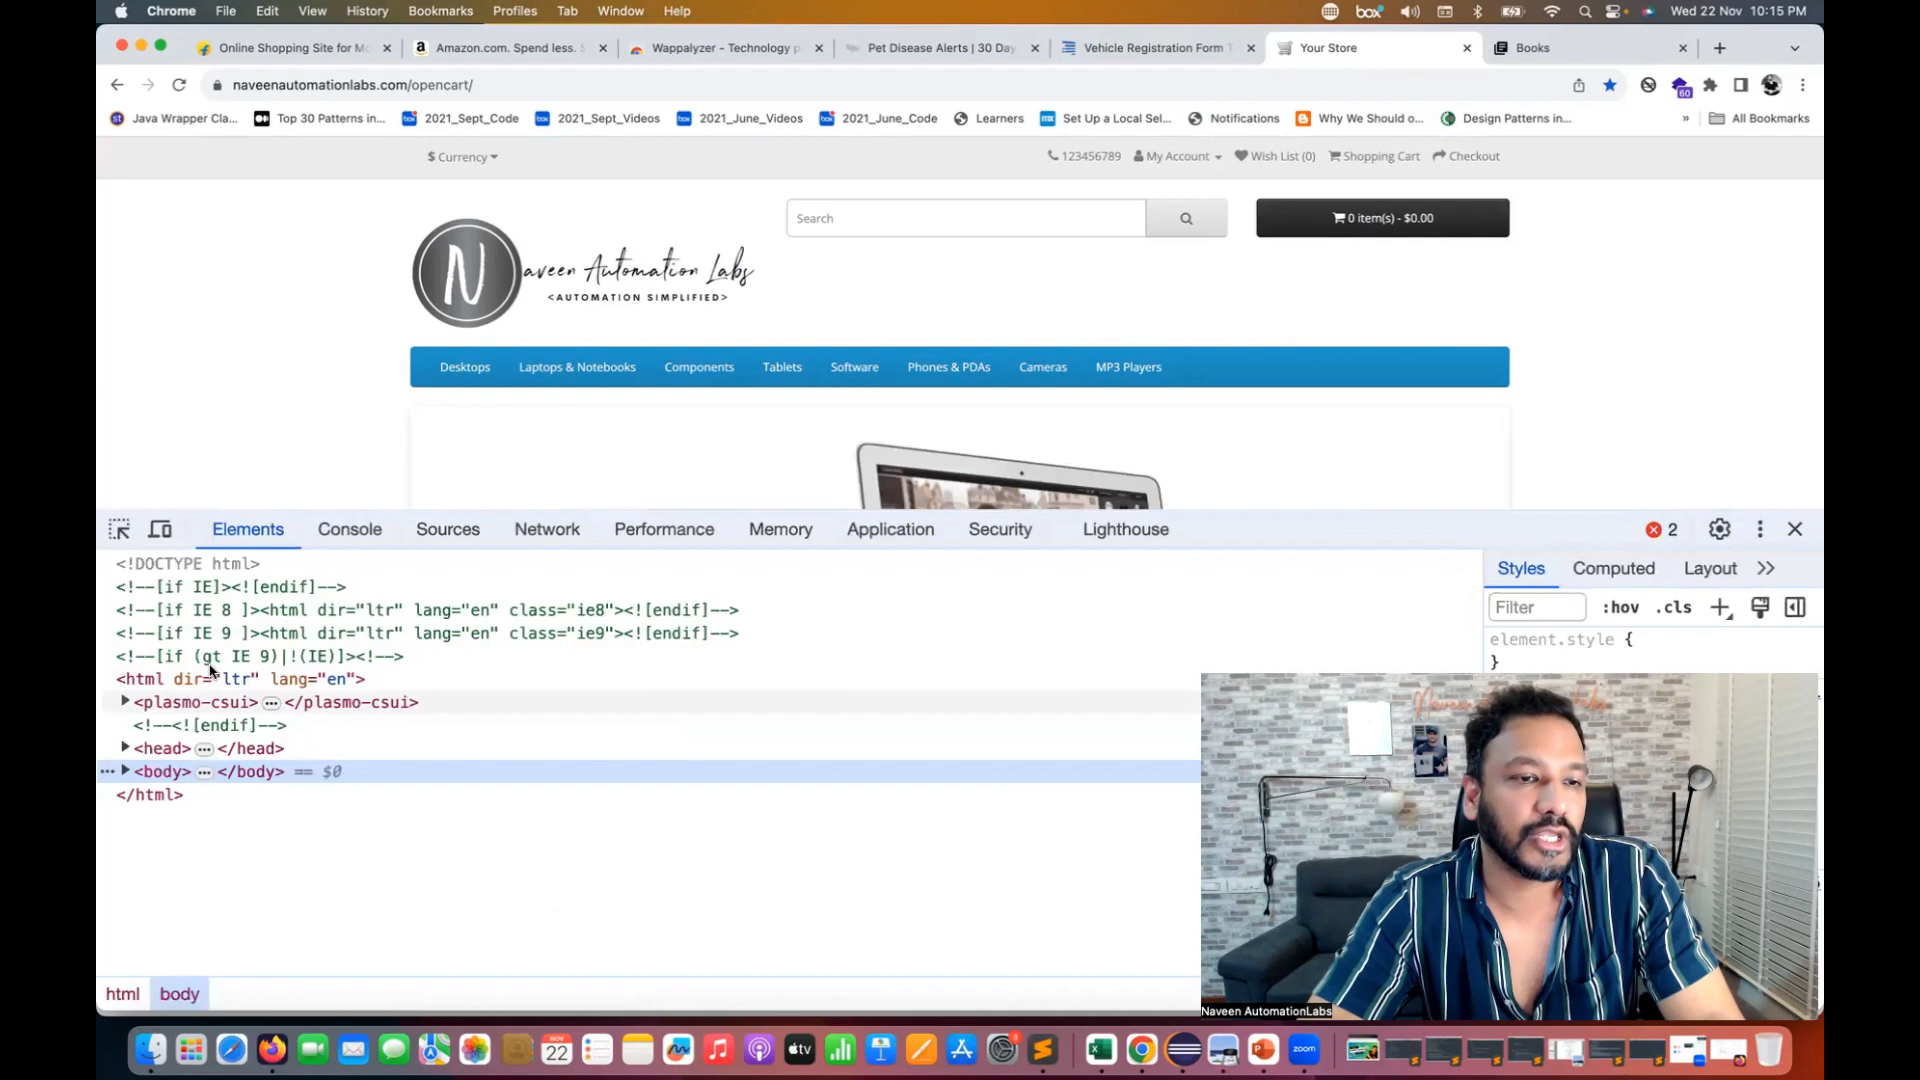 Chrome File Edit View History Bookmarks Profiles Tab Window Help box Wed 22 Nov 10:15 PM
Online Shopping Site for Mo Amazon.com. Spend less. S Wappalyzer - Technology p Pet Disease Alerts | 30 Day Vehicle Registration Form T Your Store Books
naveenautomationlabs.com/opencart/ 60
Java Wrapper Cla... Top 30 Patterns in... 2021_Sept_Code 2021_Sept_Videos 2021_June_Videos 2021_June_Code Learners Set Up a Local Sel... Notifications Why We Should o... Design Patterns in... » All Bookmarks
$ Currency 123456789 My Account Wish List (0) Shopping Cart Checkout
Search 0 item(s) - $0.00
N aveen Automation Labs
<AUTOMATION SIMPLIFIED>
Desktops Laptops & Notebooks Components Tablets Software Phones & PDAs Cameras MP3 Players
Elements Console Sources Network Performance Memory Application Security Lighthouse 2
<!DOCTYPE html>
<!--[if IE]><![endif]-->
<!--[if IE 8 ]><html dir="ltr" lang="en" class="ie8"><![endif]-->
<!--[if IE 9 ]><html dir="ltr" lang="en" class="ie9"><![endif]-->
<!--[if (gt IE 9)|!(IE)]><!-->
<html dir="ltr" lang="en">
<plasmo-csui> … </plasmo-csui>
<!--<![endif]-->
<head> … </head>
… <body> … </body> == $0
</html>
Styles Computed Layout »
Filter :hov .cls
element.style {
}
html body
Naveen AutomationLabs
NOV 22 tv zoom